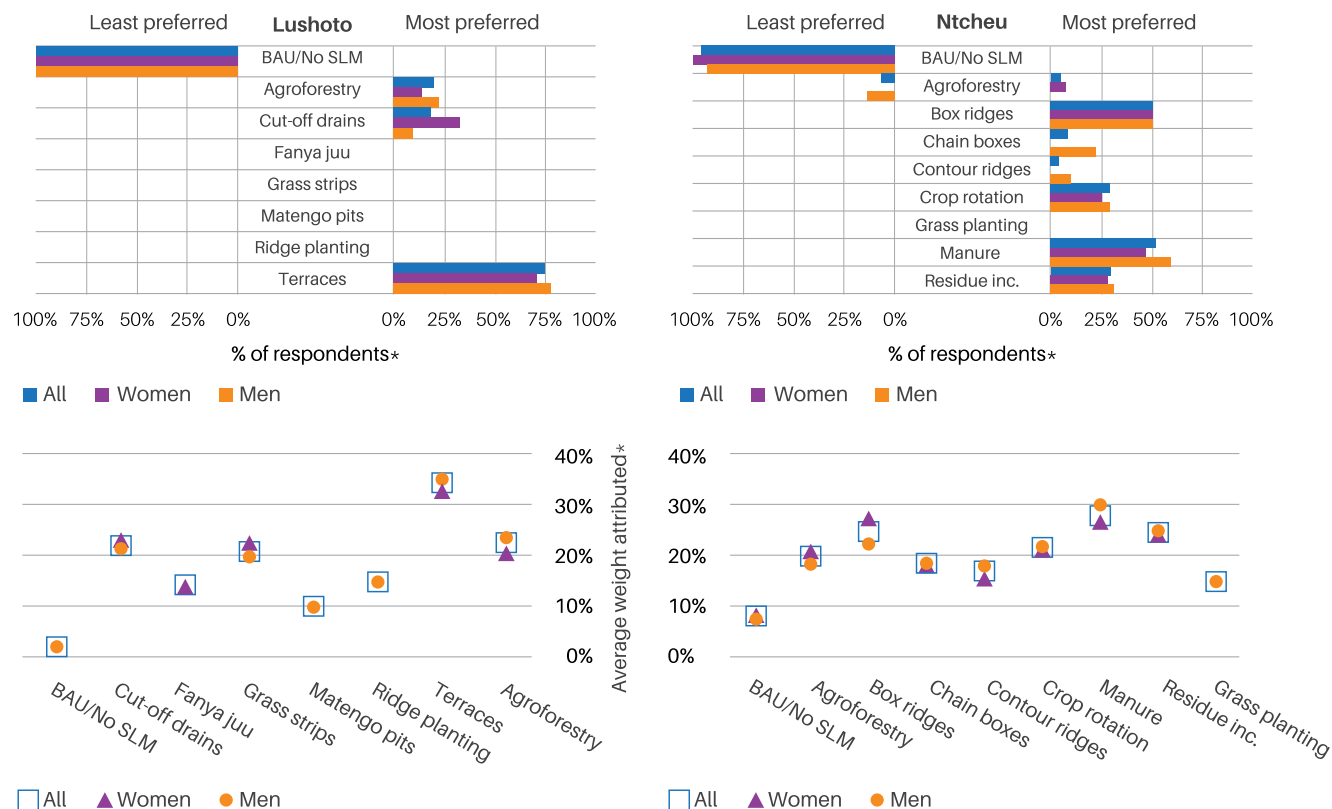 Least preferred Lushoto Most preferred
BAU/No SLM
Agroforestry
Cut-off drains
Fanya juu
Grass strips
Matengo pits
Ridge planting
Terraces
100% 75% 50% 25% 0% 0% 25% 50% 75% 100%
% of respondents*
All Women Men
Least preferred Ntcheu Most preferred
BAU/No SLM
Agroforestry
Box ridges
Chain boxes
Contour ridges
Crop rotation
Grass planting
Manure
Residue inc.
100% 75% 50% 25% 0% 0% 25% 50% 75% 100%
% of respondents*
All Women Men
40%
30%
20%
10%
0%
Average weight attributed*
BAU/No SLM
Cut-off drains
Fanya juu
Grass strips
Matengo pits
Ridge planting
Terraces
Agroforestry
All Women Men
40%
30%
20%
10%
0%
BAU/No SLM
Agroforestry
Box ridges
Chain boxes
Contour ridges
Crop rotation
Manure
Residue inc.
Grass planting
All Women Men